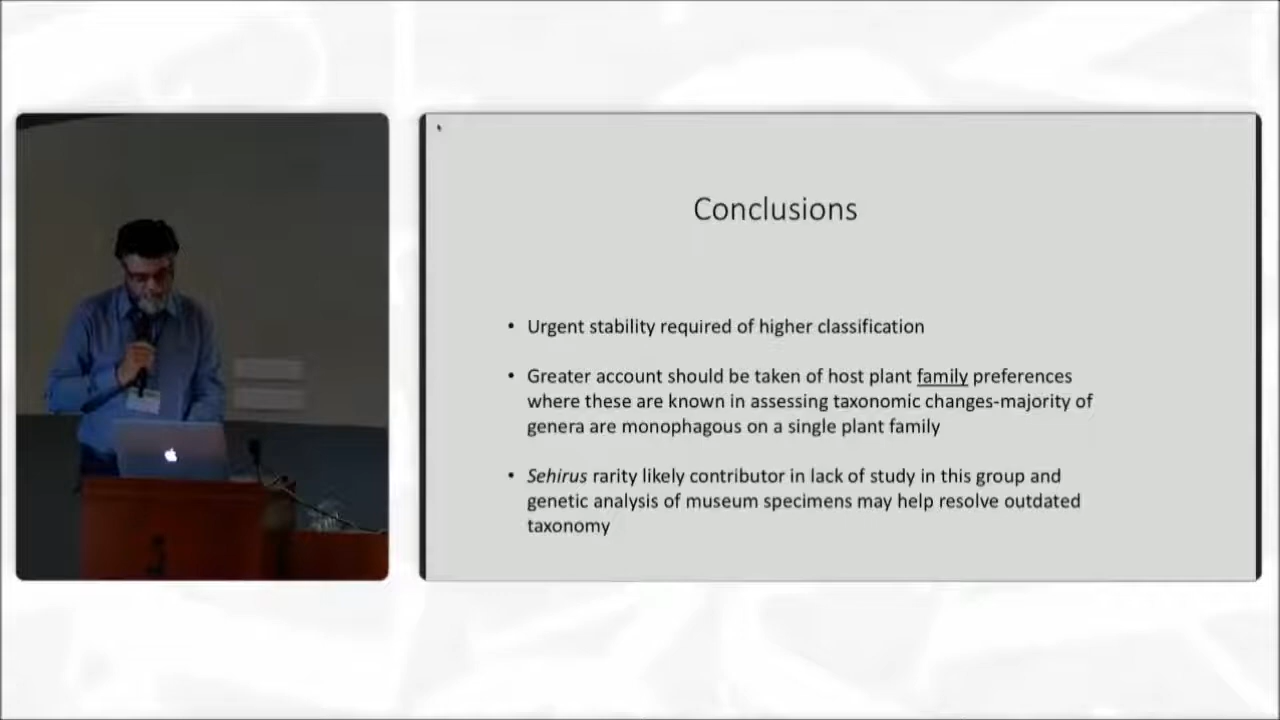 Conclusions
• Urgent stability required of higher classification
• Greater account should be taken of host plant family preferences
where these are known in assessing taxonomic changes-majority of
genera are monophagous on a single plant family
• Sehirus rarity likely contributor in lack of study in this group and
genetic analysis of museum specimens may help resolve outdated
taxonomy